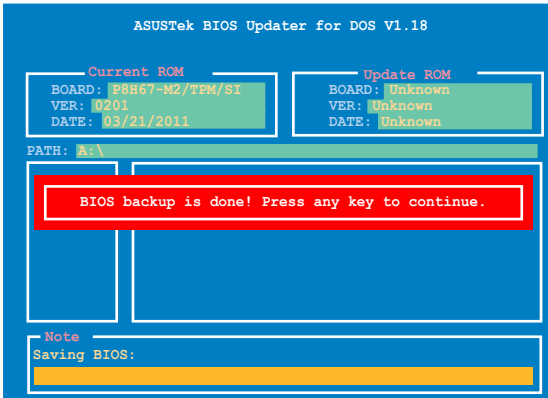 ASUSTek BIOS Updater for DOS V1.18
Current ROM
BOARD: P8H67-M2/TPM/SI
VER: 0201
DATE: 03/21/2011
Update ROM
BOARD: Unknown
VER: Unknown
DATE: Unknown
PATH: A:\
BIOS backup is done! Press any key to continue.
Note
Saving BIOS: